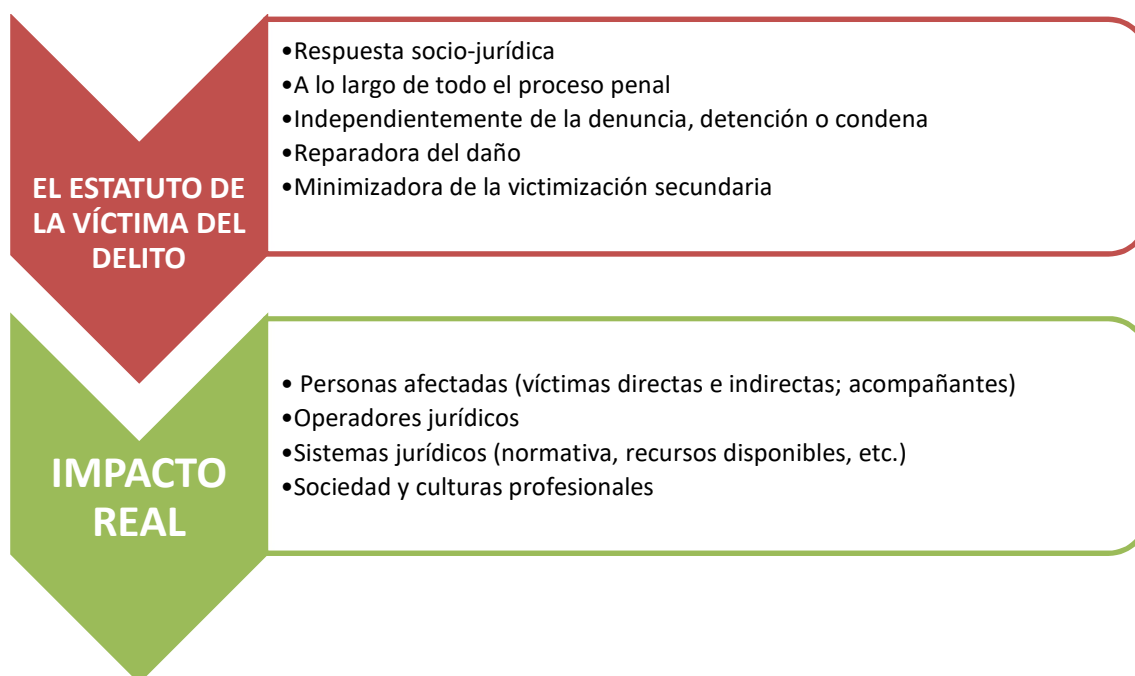 EL ESTATUTO DE
LA VÍCTIMA DEL
DELITO
•Respuesta socio-jurídica
•A lo largo de todo el proceso penal
•Independientemente de la denuncia, detención o condena
•Reparadora del daño
•Minimizadora de la victimización secundaria
IMPACTO
REAL
• Personas afectadas (víctimas directas e indirectas; acompañantes)
•Operadores jurídicos
•Sistemas jurídicos (normativa, recursos disponibles, etc.)
•Sociedad y culturas profesionales